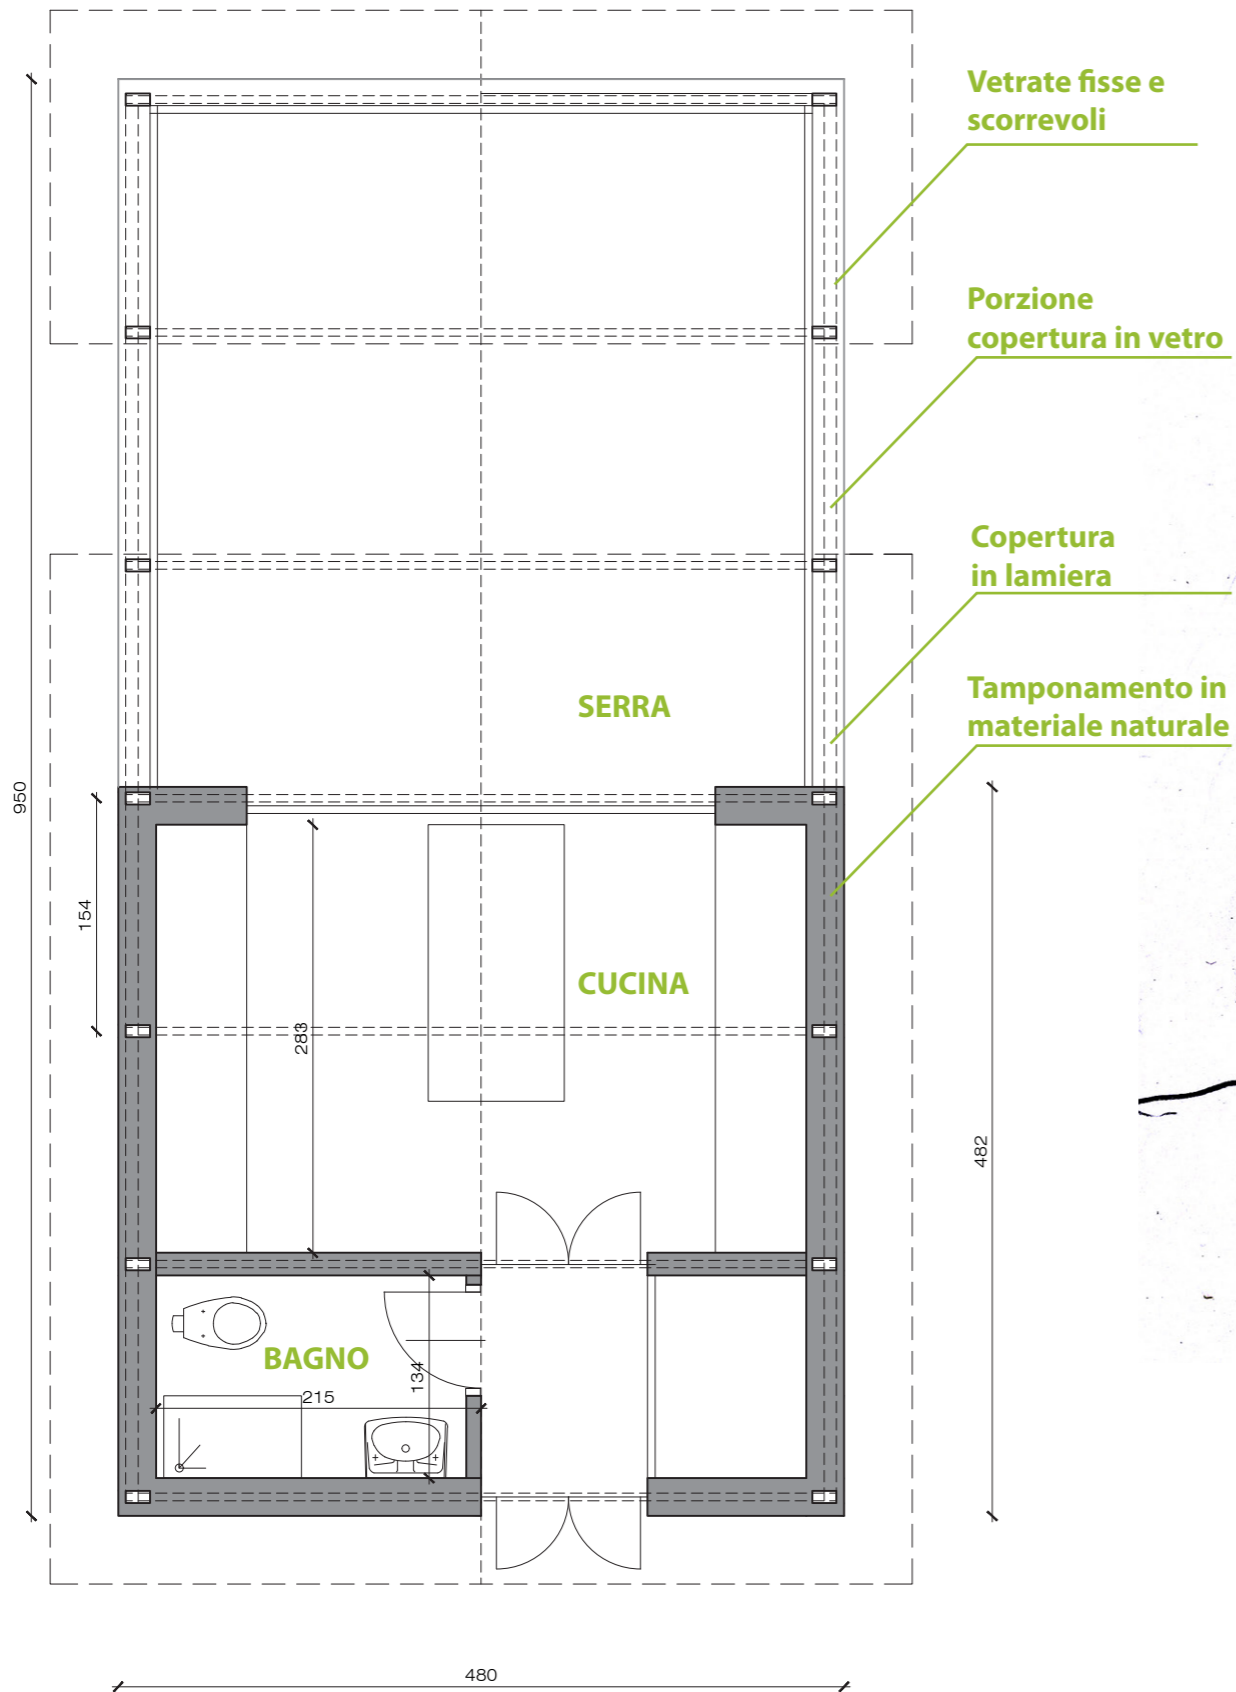 Vetrate fisse e
scorrevoli
Porzione
copertura in vetro
Copertura
in lamiera
Tamponamento in
materiale naturale
SERRA
950
154
CUCINA
283
482
BAGNO
134
215
480